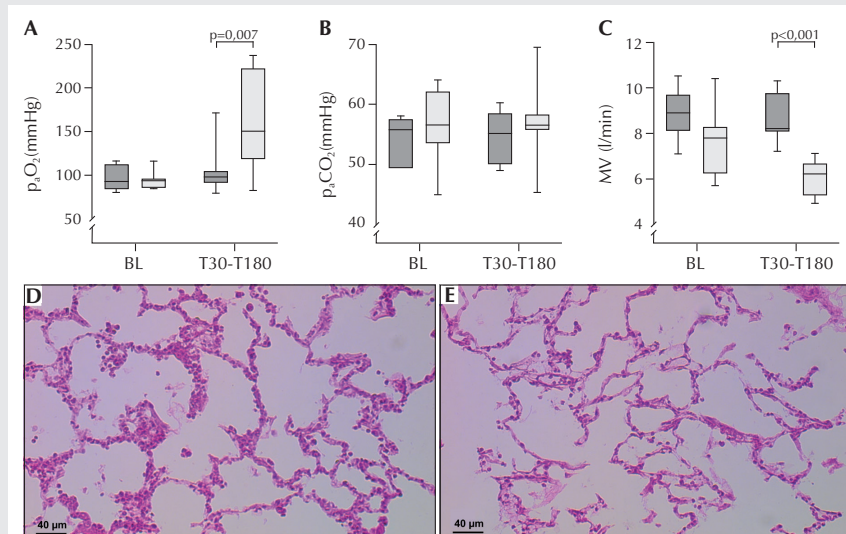 A
B
C
p=0,007
p<0,001
250
200
150
100
50
pₐO₂(mmHg)
BL
T30-T180
70
60
50
40
pₐCO₂(mmHg)
BL
T30-T180
12
10
8
6
4
MV (l/min)
BL
T30-T180
D
E
40 µm
40 µm